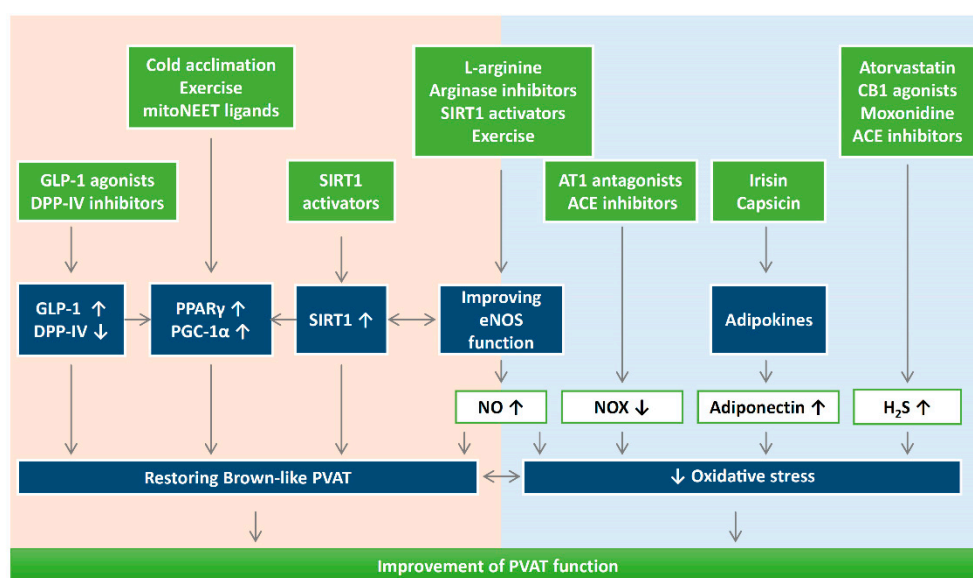 Cold acclimation
Exercise
mitoNEET ligands
L-arginine
Arginase inhibitors
SIRT1 activators
Exercise
Atorvastatin
CB1 agonists
Moxonidine
ACE inhibitors
GLP-1 agonists
DPP-IV inhibitors
SIRT1
activators
AT1 antagonists
ACE inhibitors
Irisin
Capsicin
GLP-1 ↑
DPP-IV ↓
PPARγ ↑
PGC-1α ↑
SIRT1 ↑
Improving
eNOS
function
Adipokines
NO ↑
NOX ↓
Adiponectin ↑
H₂S ↑
Restoring Brown-like PVAT
↓ Oxidative stress
Improvement of PVAT function